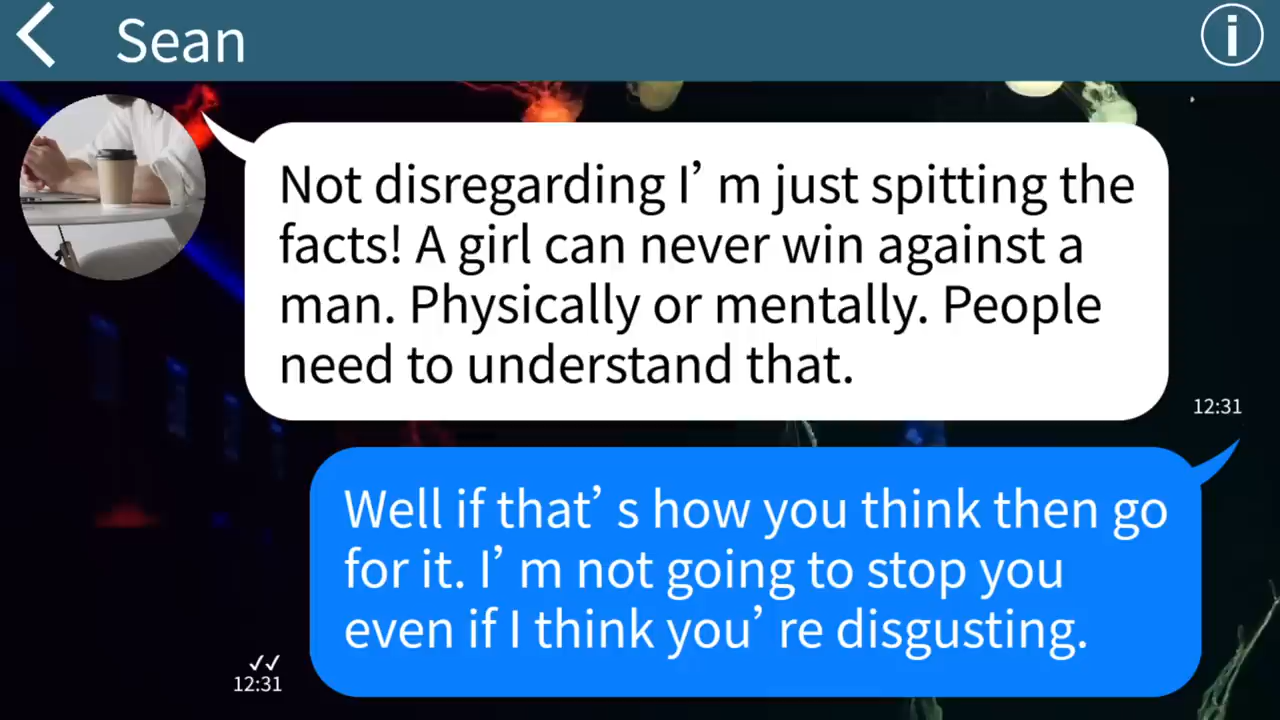 Sean
Not disregarding I’m just spitting the
facts! A girl can never win against a
man. Physically or mentally. People
need to understand that.
12:31
Well if that’s how you think then go
for it. I’m not going to stop you
even if I think you’re disgusting.
12:31